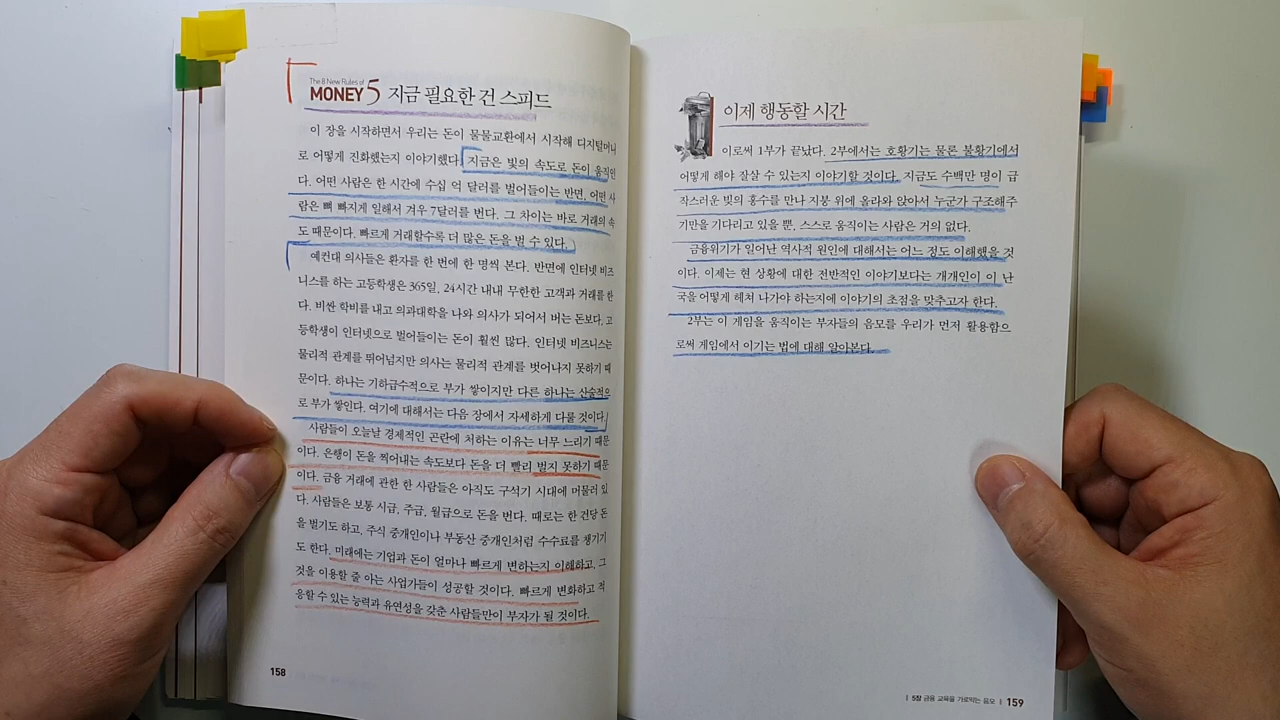 The 8 New Rules of
MONEY 5 지금 필요한 건 스피드
이 장을 시작하면서 우리는 돈이 물물교환에서 시작해 디지털머니
로 어떻게 진화했는지 이야기했다. 지금은 빛의 속도로 돈이 움직인
다. 어떤 사람은 한 시간에 수십 억 달러를 벌어들이는 반면, 어떤 사
람은 뼈 빠지게 일해서 겨우 7달러를 번다. 그 차이는 바로 거래의 속
도 때문이다. 빠르게 거래할수록 더 많은 돈을 벌 수 있다.
예컨대 의사들은 환자를 한 번에 한 명씩 본다. 반면에 인터넷 비즈
니스를 하는 고등학생은 365일, 24시간 내내 무한한 고객과 거래를 한
다. 비싼 학비를 내고 의과대학을 나와 의사가 되어서 버는 돈보다, 고
등학생이 인터넷으로 벌어들이는 돈이 훨씬 많다. 인터넷 비즈니스는
물리적 관계를 뛰어넘지만 의사는 물리적 관계를 벗어나지 못하기 때
문이다. 하나는 기하급수적으로 부가 쌓이지만 다른 하나는 산술적으
로 부가 쌓인다. 여기에 대해서는 다음 장에서 자세하게 다룰 것이다.
사람들이 오늘날 경제적인 곤란에 처하는 이유는 너무 느리기 때문
이다. 은행이 돈을 찍어내는 속도보다 돈을 더 빨리 벌지 못하기 때문
이다. 금융 거래에 관한 한 사람들은 아직도 구석기 시대에 머물러 있
다. 사람들은 보통 시급, 주급, 월급으로 돈을 번다. 때로는 한 건당 돈
을 벌기도 하고, 주식 중개인이나 부동산 중개인처럼 수수료를 챙기기
도 한다. 미래에는 기업과 돈이 얼마나 빠르게 변하는지 이해하고, 그
것을 이용할 줄 아는 사업가들이 성공할 것이다. 빠르게 변화하고 적
응할 수 있는 능력과 유연성을 갖춘 사람들만이 부자가 될 것이다.
158
이제 행동할 시간
이로써 1부가 끝났다. 2부에서는 호황기는 물론 불황기에서
어떻게 해야 잘살 수 있는지 이야기할 것이다. 지금도 수백만 명이 급
작스러운 빚의 홍수를 만나 지붕 위에 올라와 앉아서 누군가 구조해주
기만을 기다리고 있을 뿐, 스스로 움직이는 사람은 거의 없다.
금융위기가 일어난 역사적 원인에 대해서는 어느 정도 이해했을 것
이다. 이제는 현 상황에 대한 전반적인 이야기보다는 개개인이 이 난
국을 어떻게 헤쳐 나가야 하는지에 이야기의 초점을 맞추고자 한다.
2부는 이 게임을 움직이는 부자들의 음모를 우리가 먼저 활용함으
로써 게임에서 이기는 법에 대해 알아본다.
5장 금융 교육을 가로막는 음모 159